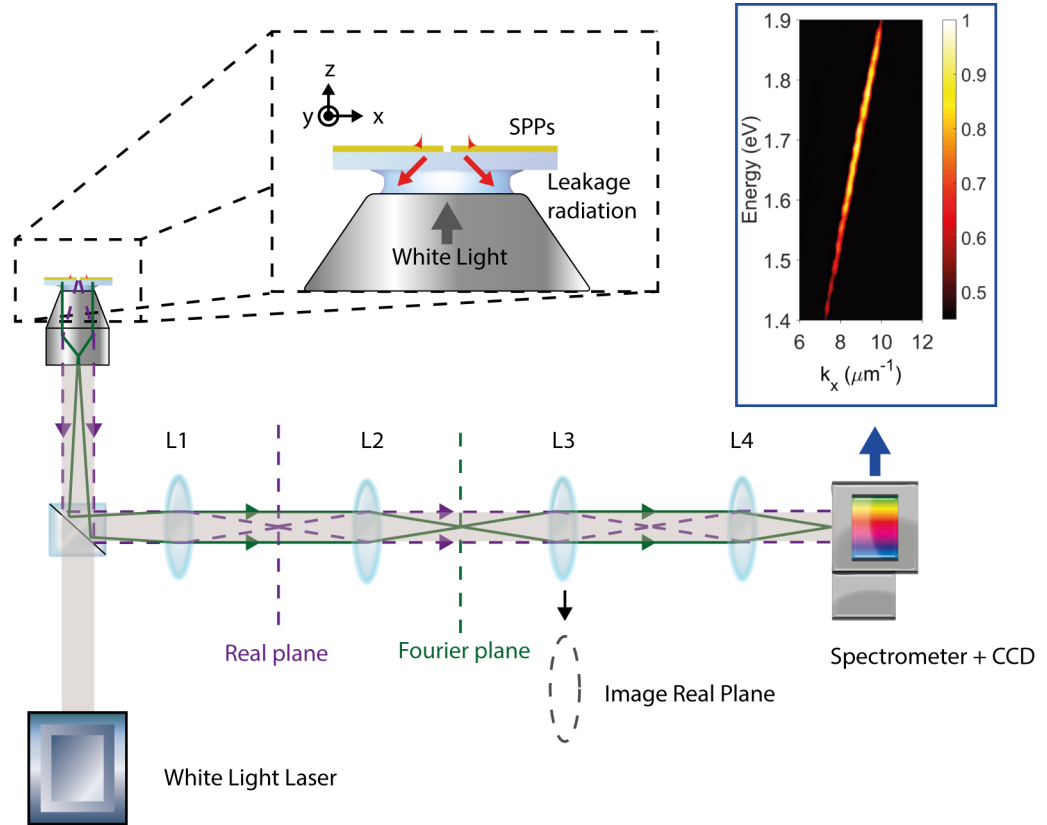 z
y
x
SPPs
Leakage
radiation
White Light
1.9
1.8
1.7
1.6
1.5
1.4
Energy (eV)
6
8
10
12
k_x (μm⁻¹)
1
0.9
0.8
0.7
0.6
0.5
L1
L2
L3
L4
Real plane
Fourier plane
Image Real Plane
Spectrometer + CCD
White Light Laser